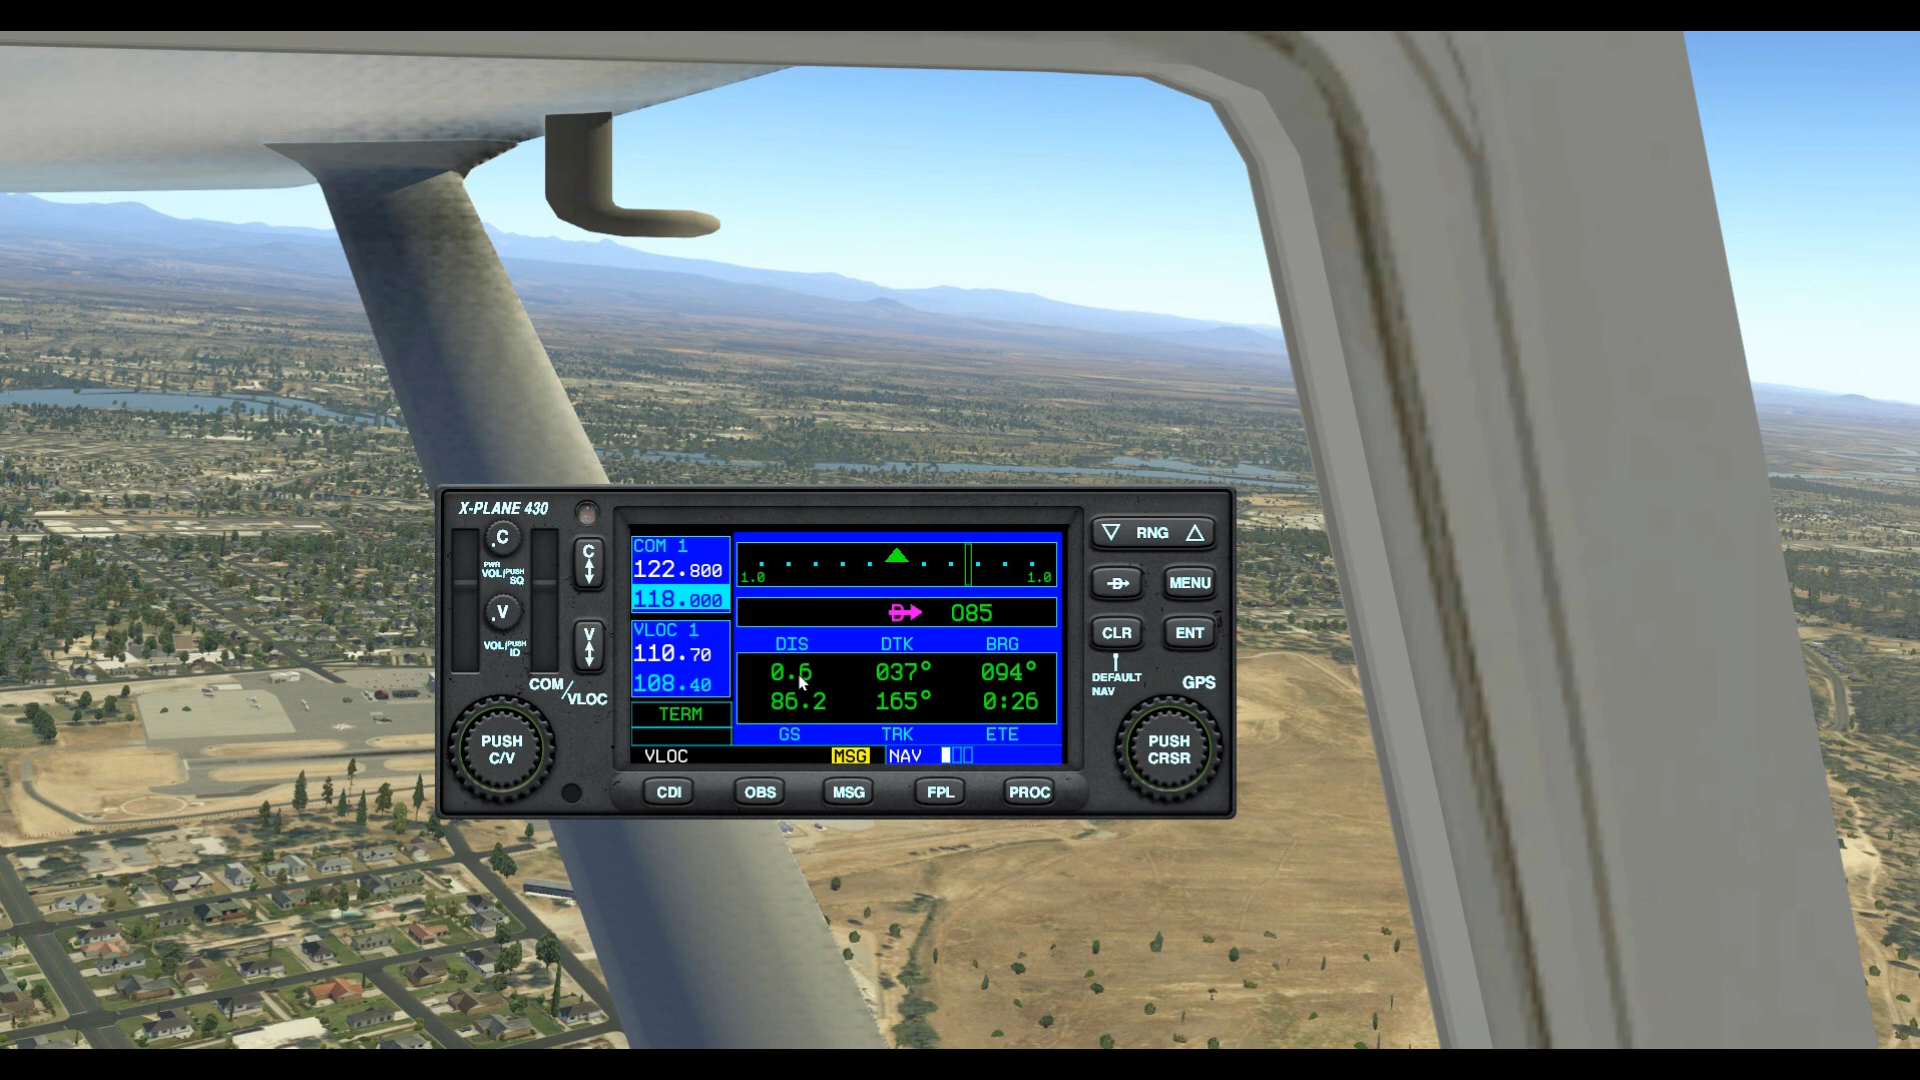 X-PLANE 430
C
PWR
VOL/PUSH
SQ
V
VOL/PUSH
ID
COM/VLOC
PUSH
C/V
C
V
COM 1
122.800
118.000
VLOC 1
110.70
108.40
TERM
VLOC
MSG
NAV
1.0
1.0
D 085
DIS DTK BRG
0.6 037° 094°
86.2 165° 0:26
GS TRK ETE
RNG
D
MENU
CLR
ENT
DEFAULT
NAV
GPS
PUSH
CRSR
CDI
OBS
MSG
FPL
PROC